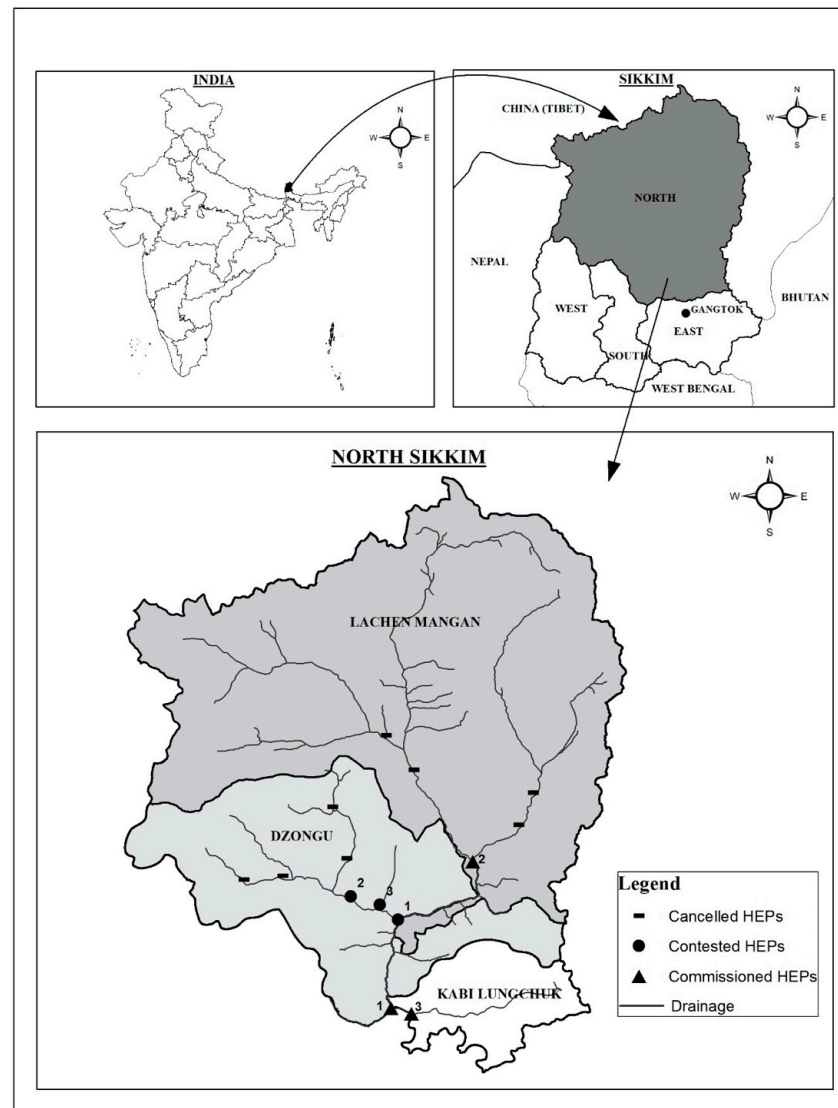 INDIA
N
W E
S
SIKKIM
CHINA (TIBET)
N
W E
S
NORTH
NEPAL
BHUTAN
WEST
GANGTOK
EAST
SOUTH
WEST BENGAL
NORTH SIKKIM
N
W E
S
LACHEN MANGAN
DZONGU
2
2
3
1
KABI LUNGCHUK
1
3
Legend
Cancelled HEPs
Contested HEPs
Commissioned HEPs
Drainage